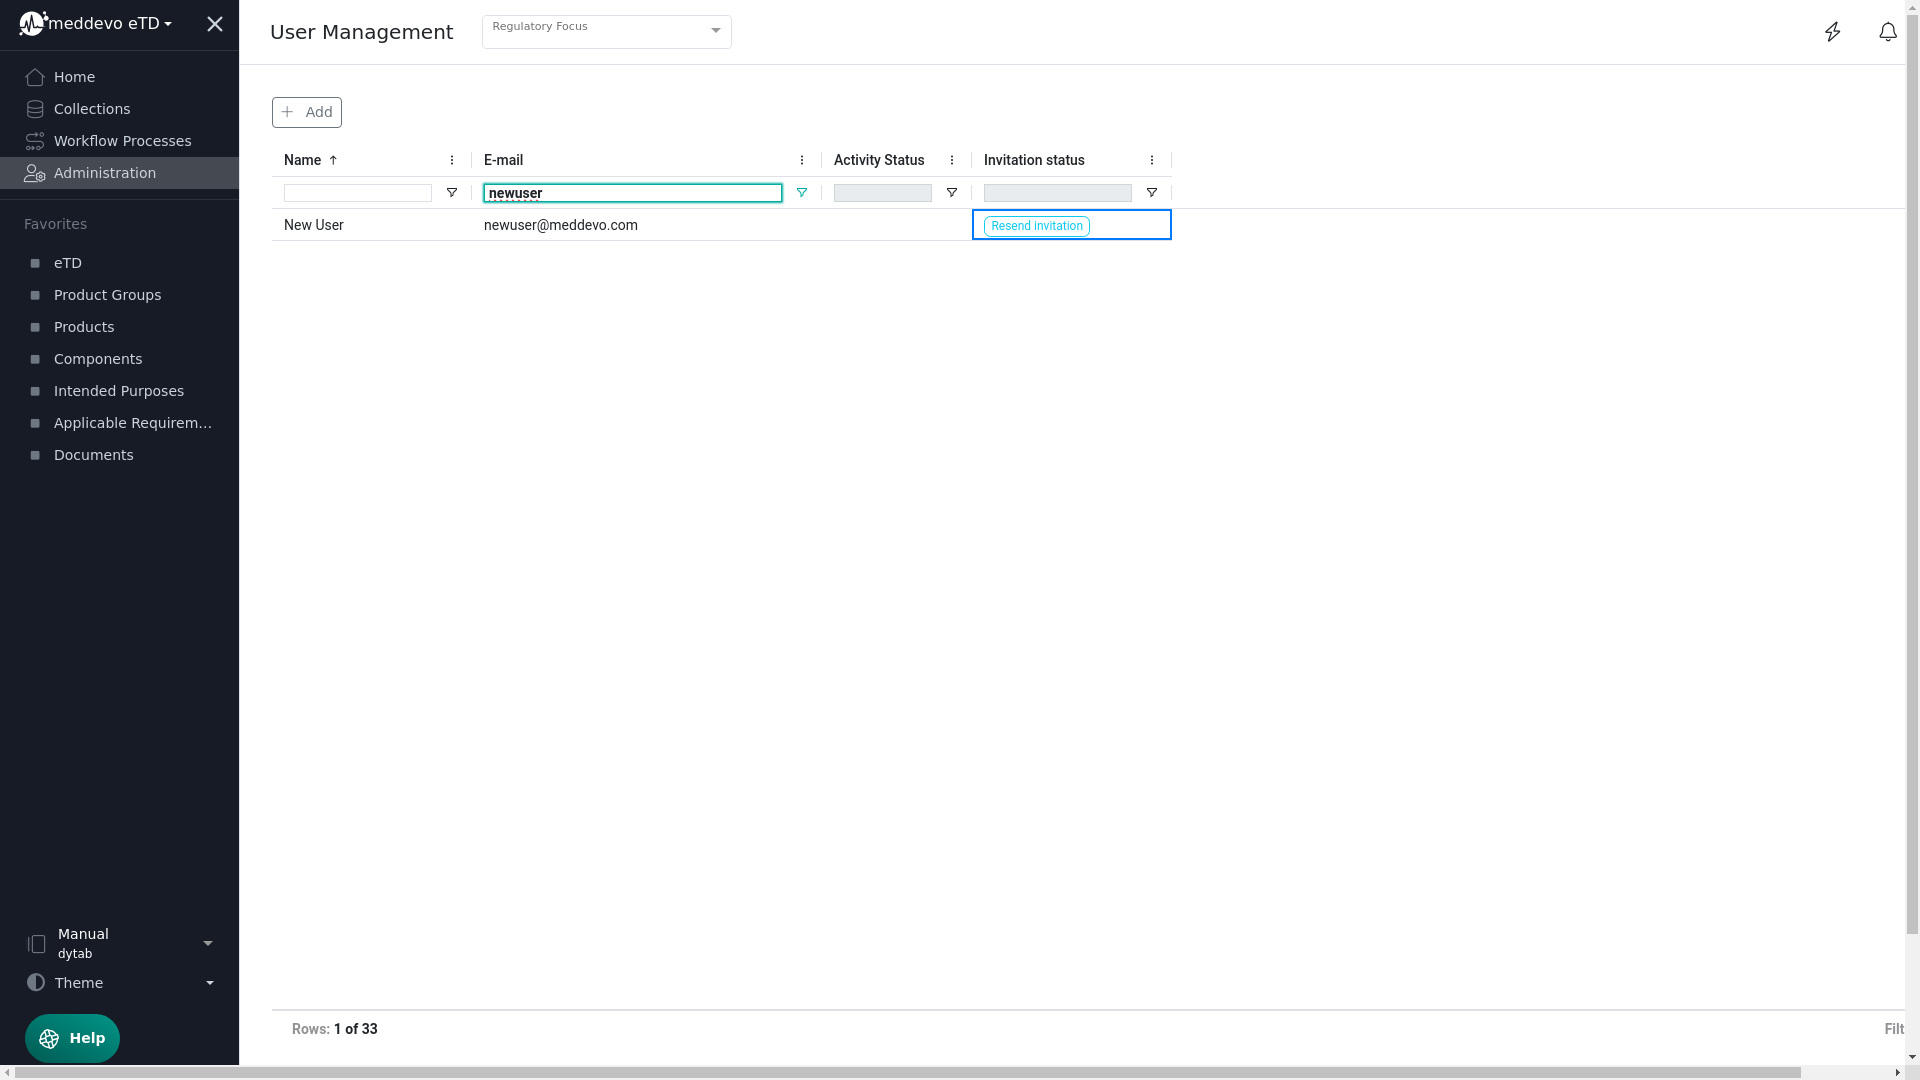 meddevo eTD
Home
Collections
Workflow Processes
Administration
Favorites
eTD
Product Groups
Products
Components
Intended Purposes
Applicable Requirem...
Documents
Manual
dytab
Theme
Help
User Management
Regulatory Focus
Add
Name E-mail Activity Status Invitation status
newuser
New User newuser@meddevo.com Resend invitation
Rows: 1 of 33
Filt